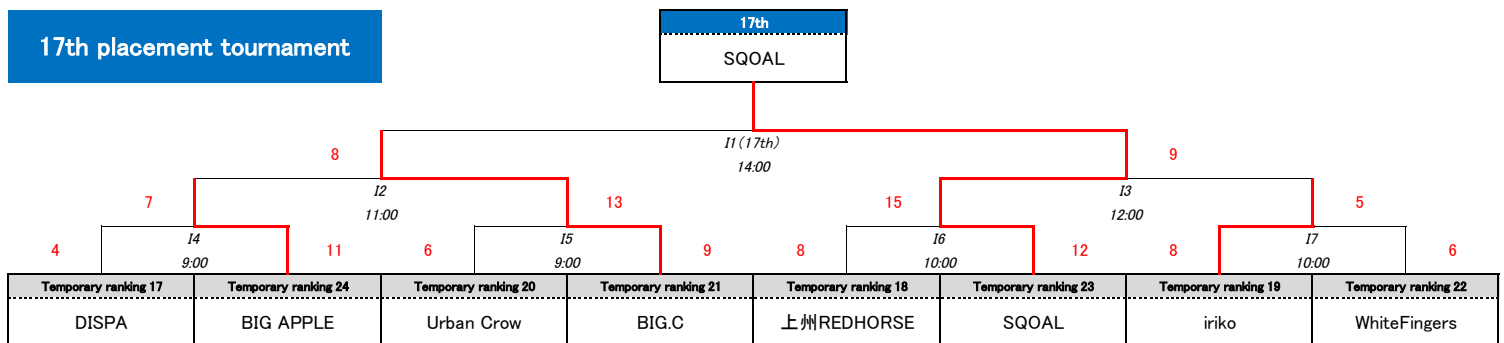 17th placement tournament
17th
SQOAL
I1(17th)
14:00
8
9
I2
11:00
I3
12:00
7
13
15
5
I4
9:00
I5
9:00
I6
10:00
I7
10:00
4
11
6
9
8
12
8
6
Temporary ranking 17
Temporary ranking 24
Temporary ranking 20
Temporary ranking 21
Temporary ranking 18
Temporary ranking 23
Temporary ranking 19
Temporary ranking 22
DISPA
BIG APPLE
Urban Crow
BIG.C
上州REDHORSE
SQOAL
iriko
WhiteFingers